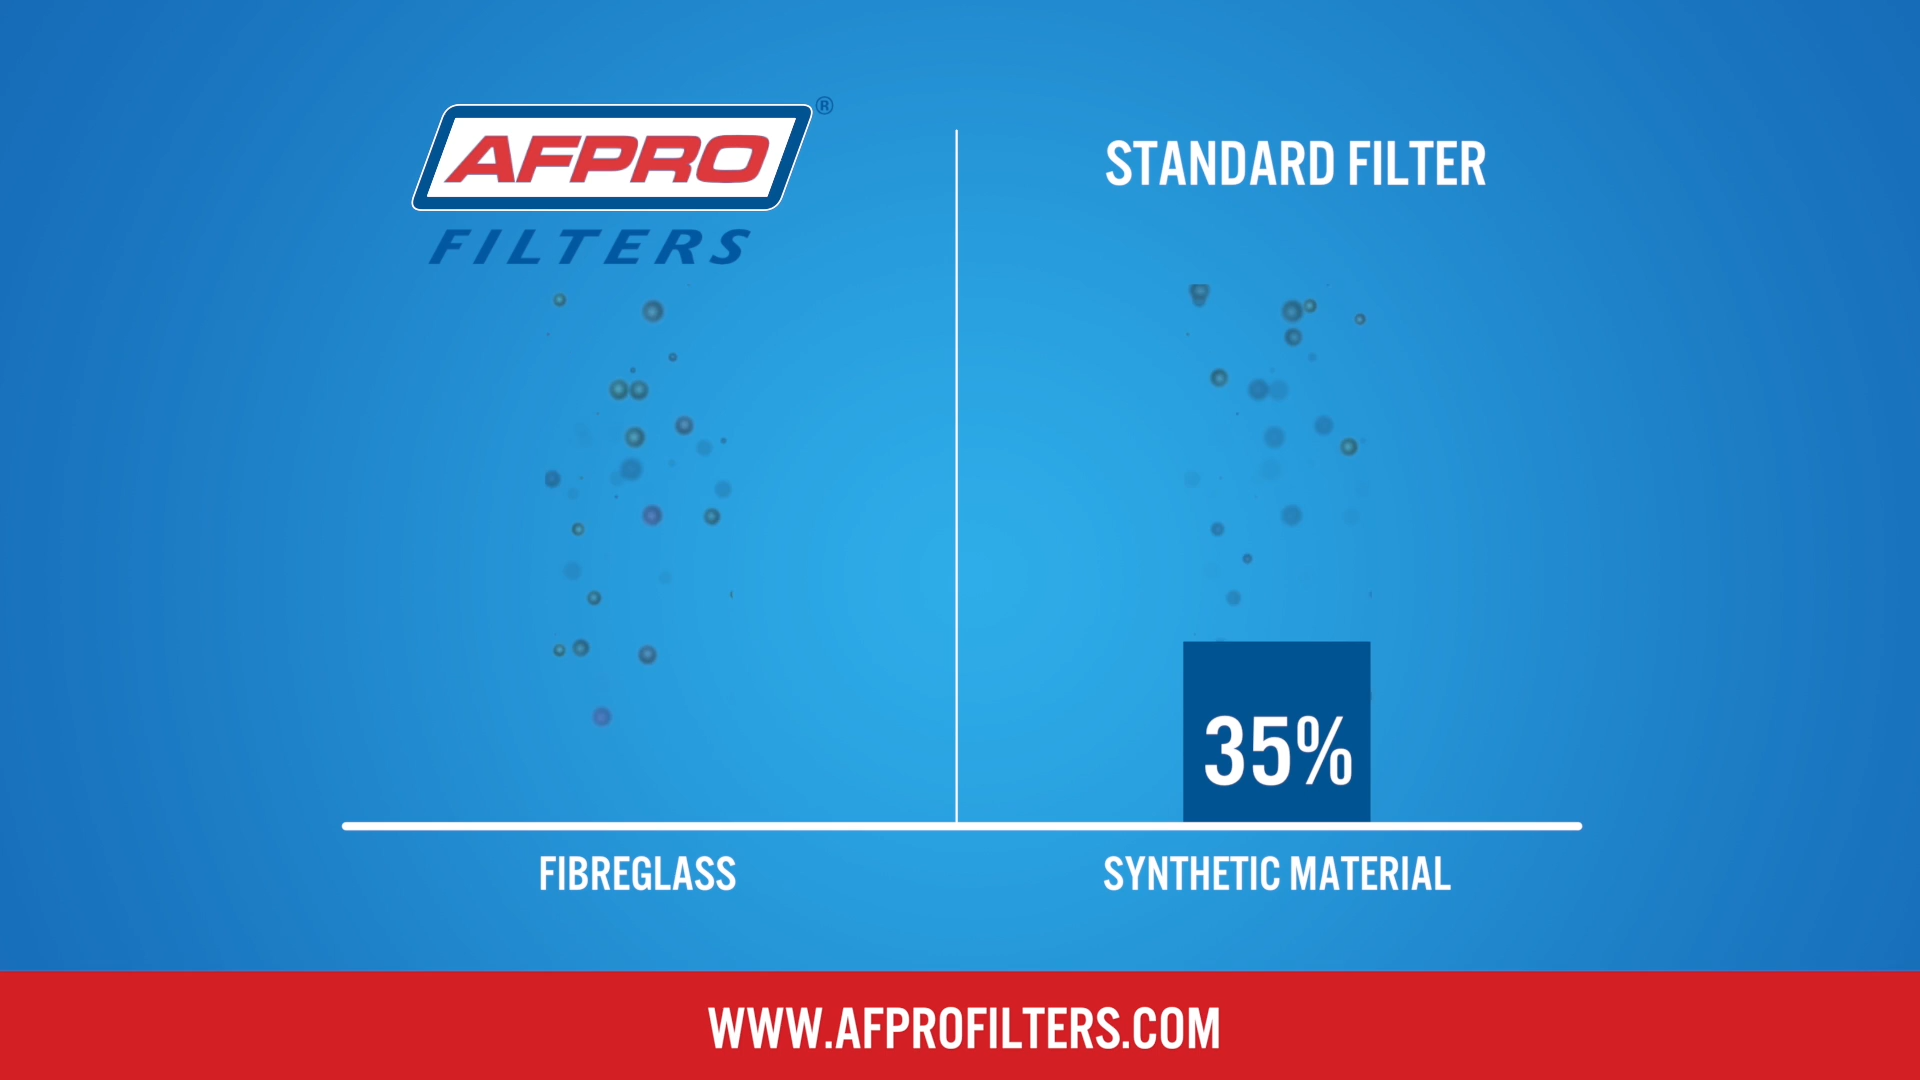 AFPRO®
FILTERS
STANDARD FILTER
35%
FIBREGLASS
SYNTHETIC MATERIAL
WWW.AFPROFILTERS.COM